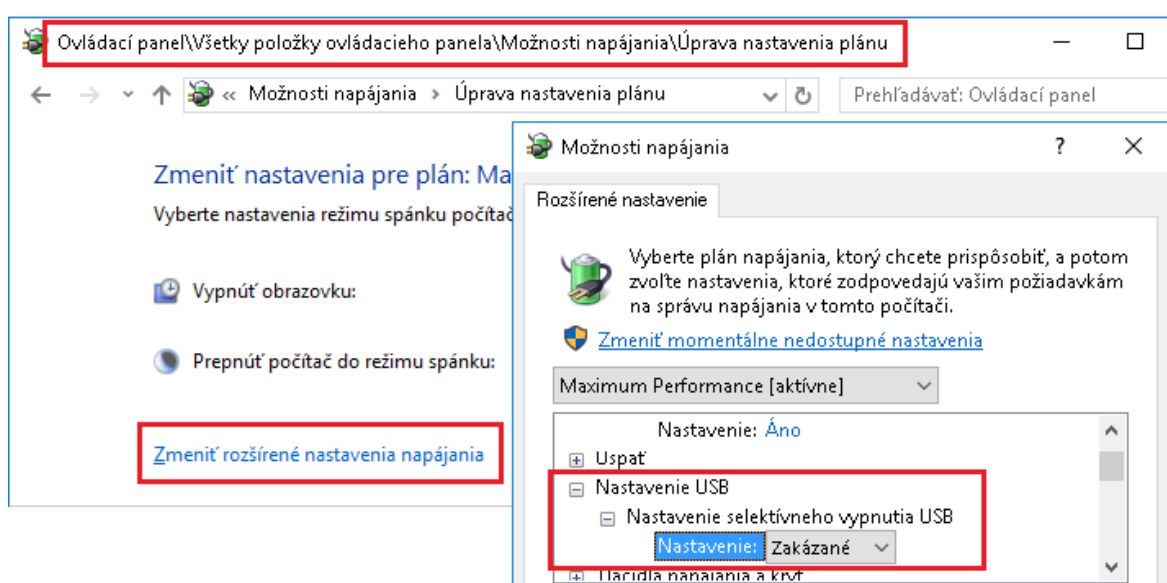 Ovládací panel\Všetky položky ovládacieho panela\Možnosti napájania\Úprava nastavenia plánu
« Možnosti napájania › Úprava nastavenia plánu
Prehľadávať: Ovládací panel
Zmeniť nastavenia pre plán: Ma
Vyberte nastavenia režimu spánku počítač
Vypnúť obrazovku:
Prepnúť počítač do režimu spánku:
Zmeniť rozšírené nastavenia napájania
Možnosti napájania
?
Rozšírené nastavenie
Vyberte plán napájania, ktorý chcete prispôsobiť, a potom
zvoľte nastavenia, ktoré zodpovedajú vašim požiadavkám
na správu napájania v tomto počítači.
Zmeniť momentálne nedostupné nastavenia
Maximum Performance [aktívne]
Nastavenie: Áno
Uspať
Nastavenie USB
Nastavenie selektívneho vypnutia USB
Nastavenie: Zakázané
Tlačidlá napájania a kryt